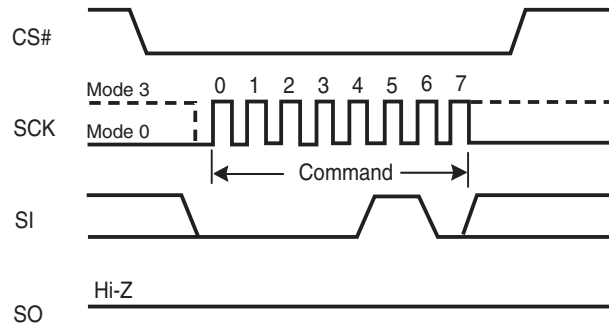 CS#
Mode 3
0 1 2 3 4 5 6 7
SCK
Mode 0
Command
SI
Hi-Z
SO